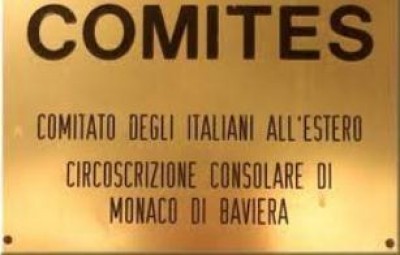 COMITES
COMITATO DEGLI ITALIANI ALL'ESTERO
CIRCOSCRIZIONE CONSOLARE DI
MONACO DI BAVIERA